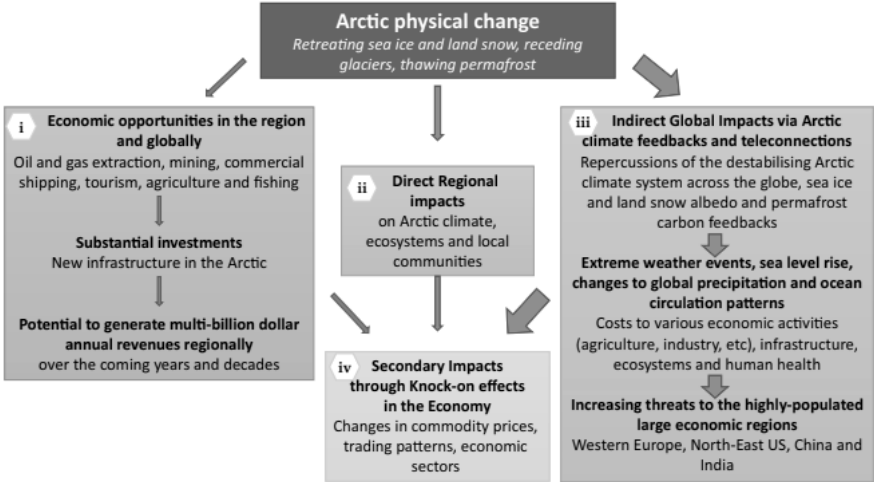 Arctic physical change
Retreating sea ice and land snow, receding
glaciers, thawing permafrost
i
Economic opportunities in the region
and globally
Oil and gas extraction, mining, commercial
shipping, tourism, agriculture and fishing
Substantial investments
New infrastructure in the Arctic
Potential to generate multi-billion dollar
annual revenues regionally
over the coming years and decades
ii
Direct Regional
impacts
on Arctic climate,
ecosystems and local
communities
iii
Indirect Global Impacts via Arctic
climate feedbacks and teleconnections
Repercussions of the destabilising Arctic
climate system across the globe, sea ice
and land snow albedo and permafrost
carbon feedbacks
Extreme weather events, sea level rise,
changes to global precipitation and ocean
circulation patterns
Costs to various economic activities
(agriculture, industry, etc), infrastructure,
ecosystems and human health
Increasing threats to the highly-populated
large economic regions
Western Europe, North-East US, China and
India
iv
Secondary Impacts
through Knock-on effects
in the Economy
Changes in commodity prices,
trading patterns, economic
sectors